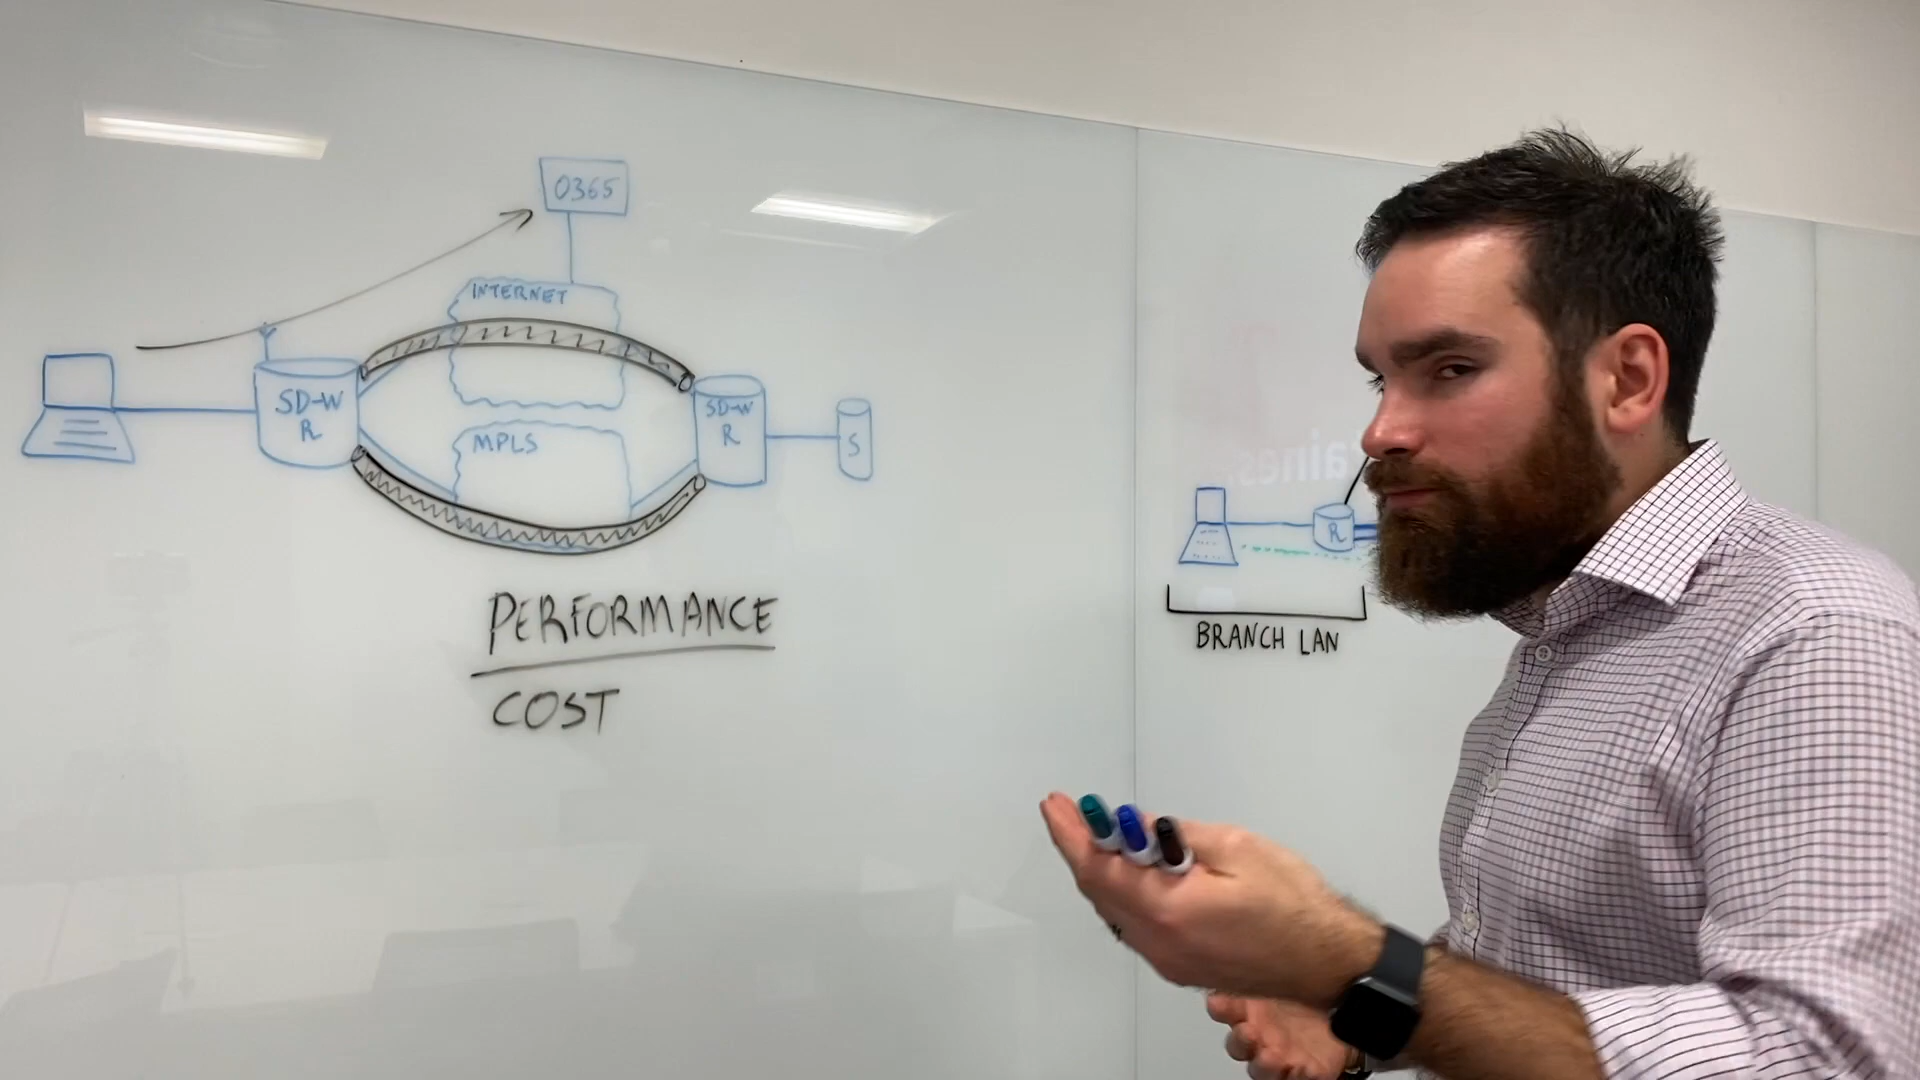 O365
INTERNET
SD-W
R
SD-W
R
S
MPLS
PERFORMANCE
COST
R
BRANCH LAN